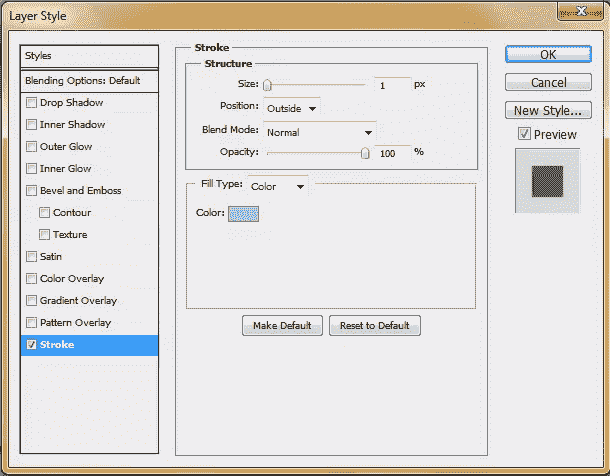 Layer Style
Styles
Blending Options: Default
Drop Shadow
Inner Shadow
Outer Glow
Inner Glow
Bevel and Emboss
Contour
Texture
Satin
Color Overlay
Gradient Overlay
Pattern Overlay
Stroke
Stroke
Structure
Size: 1 px
Position: Outside
Blend Mode: Normal
Opacity: 100 %
Fill Type: Color
Color:
Make Default Reset to Default
OK
Cancel
New Style...
Preview